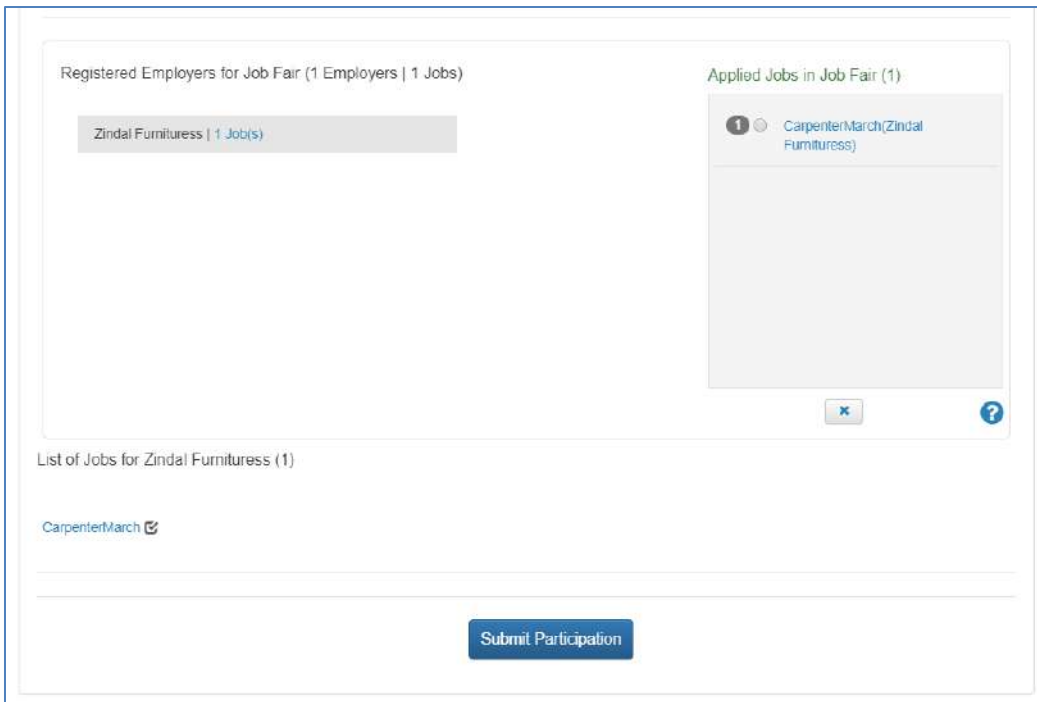 Registered Employers for Job Fair (1 Employers | 1 Jobs)
Zindal Furnituress | 1 Job(s)
Applied Jobs in Job Fair (1)
1 CarpenterMarch(Zindal
Furnituress)
?
List of Jobs for Zindal Furnituress (1)
CarpenterMarch
Submit Participation